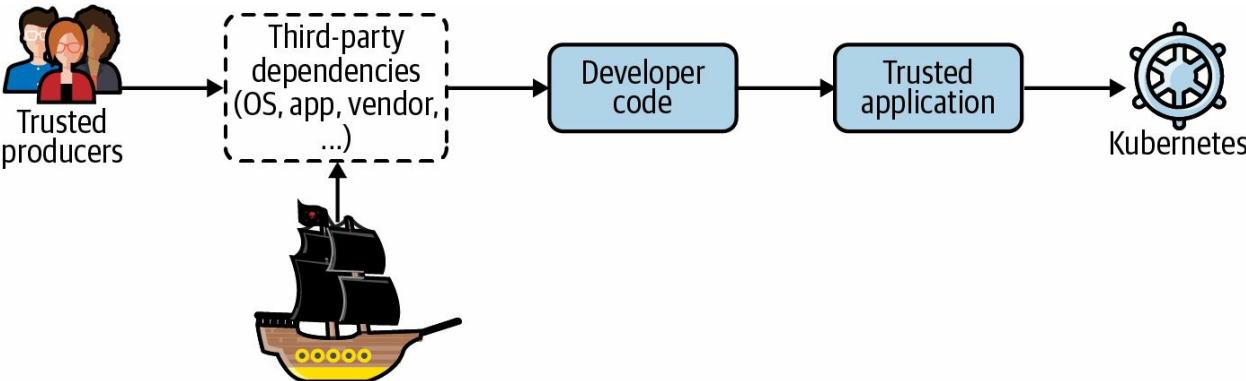 Trusted
producers
Third-party
dependencies
(OS, app, vendor,
...)
Developer
code
Trusted
application
Kubernetes